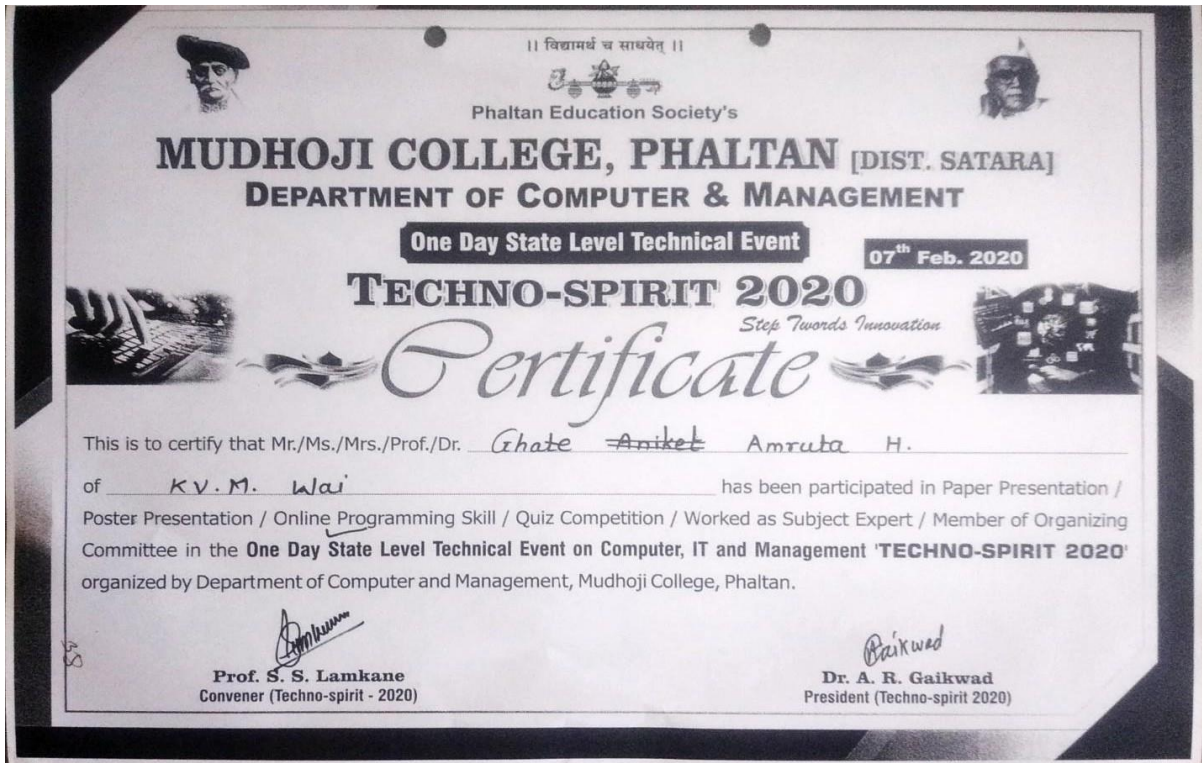 ।। विद्यामर्थ च साधयेत् ।।
Phaltan Education Society's
MUDHOJI COLLEGE, PHALTAN [DIST. SATARA]
DEPARTMENT OF COMPUTER & MANAGEMENT
One Day State Level Technical Event
07th Feb. 2020
TECHNO-SPIRIT 2020
Step Twords Innovation
Certificate
This is to certify that Mr./Ms./Mrs./Prof./Dr. Ghate Aniket Amruta H.
of K.V.M. Wai has been participated in Paper Presentation /
Poster Presentation / Online Programming Skill / Quiz Competition / Worked as Subject Expert / Member of Organizing
Committee in the One Day State Level Technical Event on Computer, IT and Management 'TECHNO-SPIRIT 2020'
organized by Department of Computer and Management, Mudhoji College, Phaltan.
Gaikwad
Prof. S. S. Lamkane
Convener (Techno-spirit - 2020)
Dr. A. R. Gaikwad
President (Techno-spirit 2020)